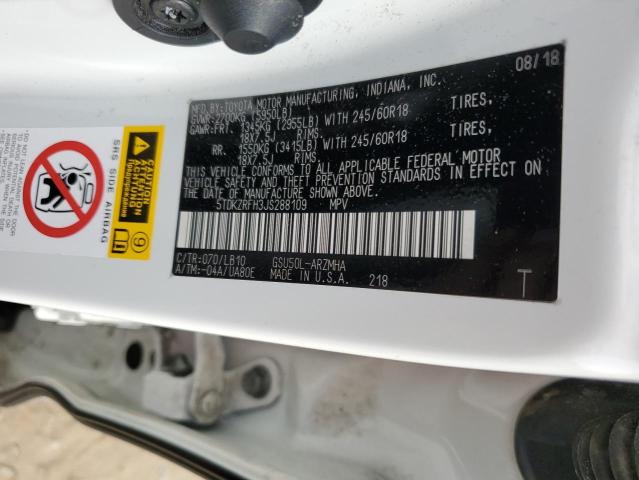 MFD.BY:TOYOTA MOTOR MANUFACTURING, INDIANA, INC. 08/18
GVWR:2700KG (5950LB)
GAWR:FRT. 1345KG (2955LB) WITH 245/60R18 TIRES,
18X7.5J RIMS.
RR. 1550KG (3415LB) WITH 245/60R18 TIRES,
18X7.5J RIMS.
THIS VEHICLE CONFORMS TO ALL APPLICABLE FEDERAL MOTOR
VEHICLE SAFETY AND THEFT PREVENTION STANDARDS IN EFFECT ON
THE DATE OF MANUFACTURE SHOWN ABOVE.
5TDKZRFH3JS288109 MPV
C/TR:070/LB10 GSU50L-ARZMHA
A/TM:-04A/UA80E MADE IN U.S.A. 218
T
SRS SIDE AIRBAG
9